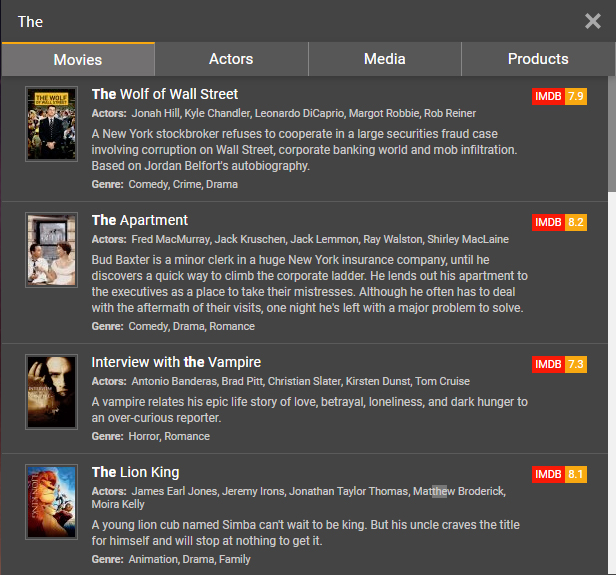 The
Movies
Actors
Media
Products
The Wolf of Wall Street
IMDB 7.9
Actors: Jonah Hill, Kyle Chandler, Leonardo DiCaprio, Margot Robbie, Rob Reiner
A New York stockbroker refuses to cooperate in a large securities fraud case
involving corruption on Wall Street, corporate banking world and mob infiltration.
Based on Jordan Belfort's autobiography.
Genre: Comedy, Crime, Drama
The Apartment
IMDB 8.2
Actors: Fred MacMurray, Jack Kruschen, Jack Lemmon, Ray Walston, Shirley MacLaine
Bud Baxter is a minor clerk in a huge New York insurance company, until he
discovers a quick way to climb the corporate ladder. He lends out his apartment to
the executives as a place to take their mistresses. Although he often has to deal
with the aftermath of their visits, one night he's left with a major problem to solve.
Genre: Comedy, Drama, Romance
Interview with the Vampire
IMDB 7.3
Actors: Antonio Banderas, Brad Pitt, Christian Slater, Kirsten Dunst, Tom Cruise
A vampire relates his epic life story of love, betrayal, loneliness, and dark hunger to
an over-curious reporter.
Genre: Horror, Romance
The Lion King
IMDB 8.1
Actors: James Earl Jones, Jeremy Irons, Jonathan Taylor Thomas, Matthew Broderick,
Moira Kelly
A young lion cub named Simba can't wait to be king. But his uncle craves the title
for himself and will stop at nothing to get it.
Genre: Animation, Drama, Family
THE WOLF
OF WALL STREET
LION KING